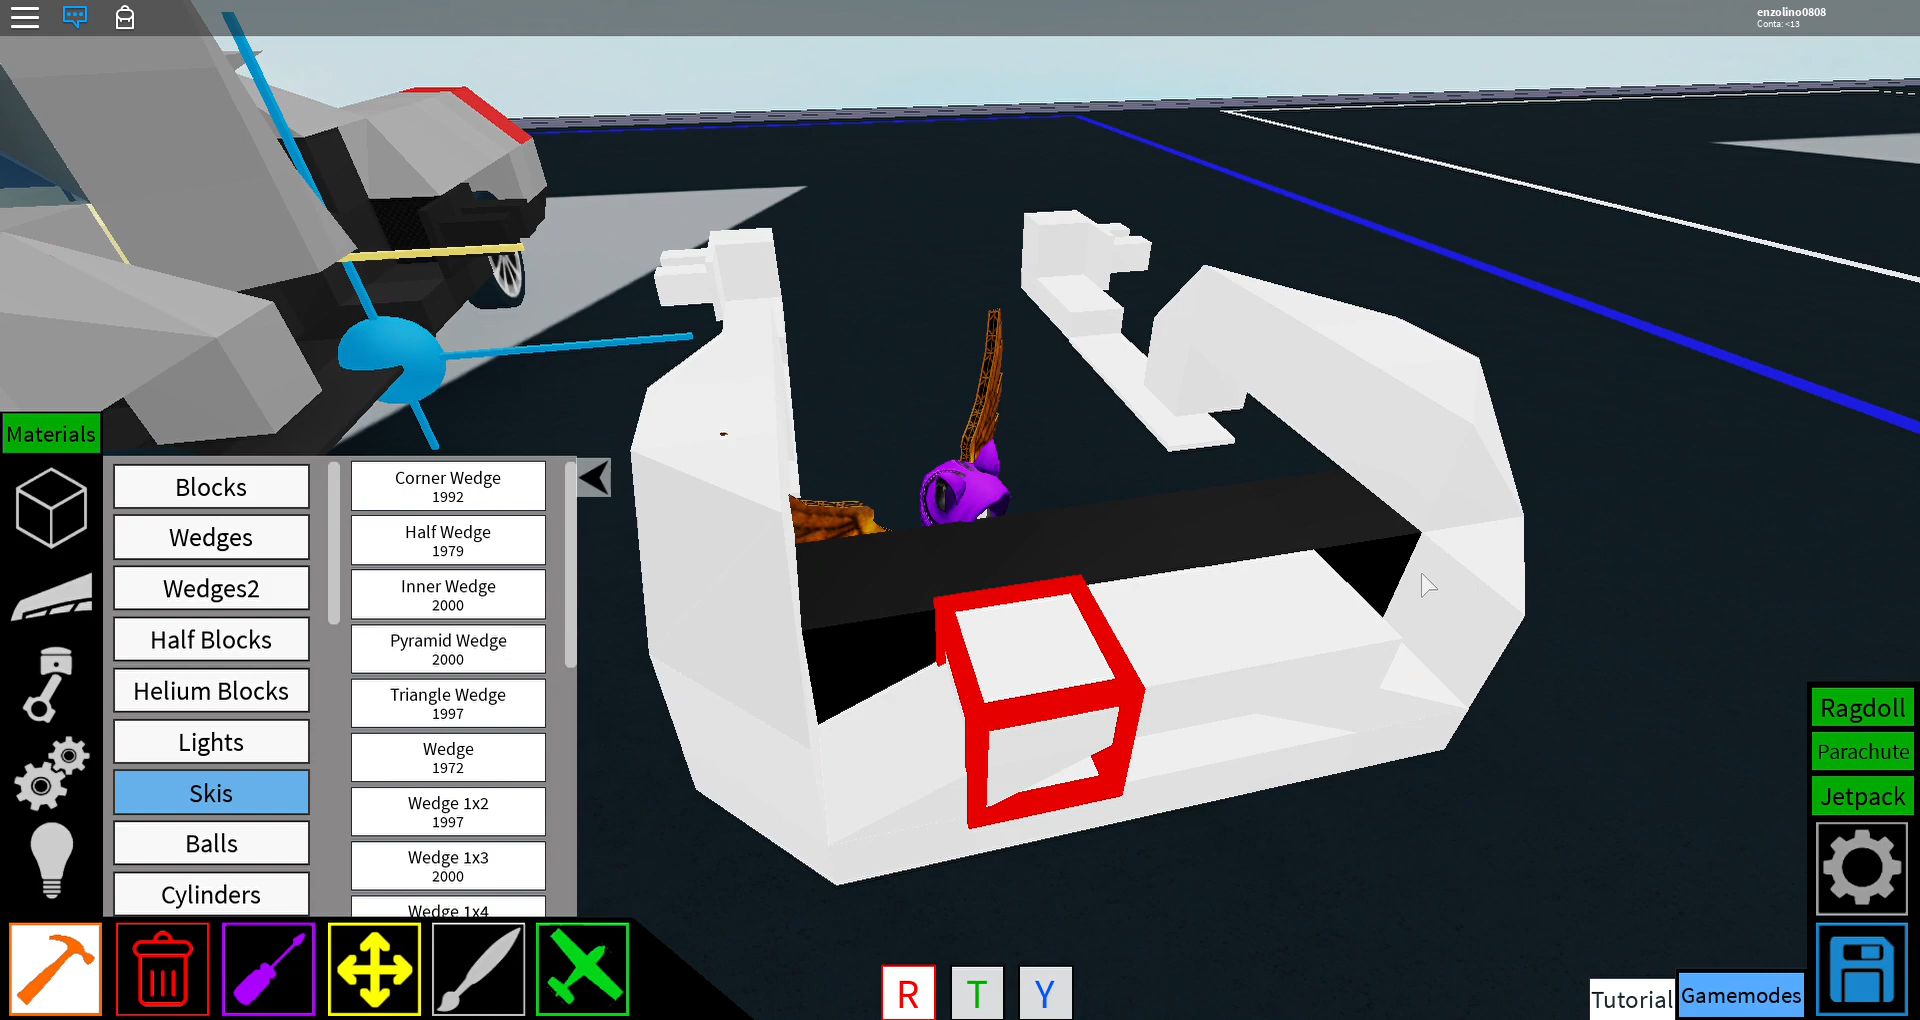 enzolino0808
Conta: <13
Materials
Blocks
Wedges
Wedges2
Half Blocks
Helium Blocks
Lights
Skis
Balls
Cylinders
Corner Wedge
1992
Half Wedge
1979
Inner Wedge
2000
Pyramid Wedge
2000
Triangle Wedge
1997
Wedge
1972
Wedge 1x2
1997
Wedge 1x3
2000
Wedge 1x4
Ragdoll
Parachute
Jetpack
R T Y
Tutorial
Gamemodes